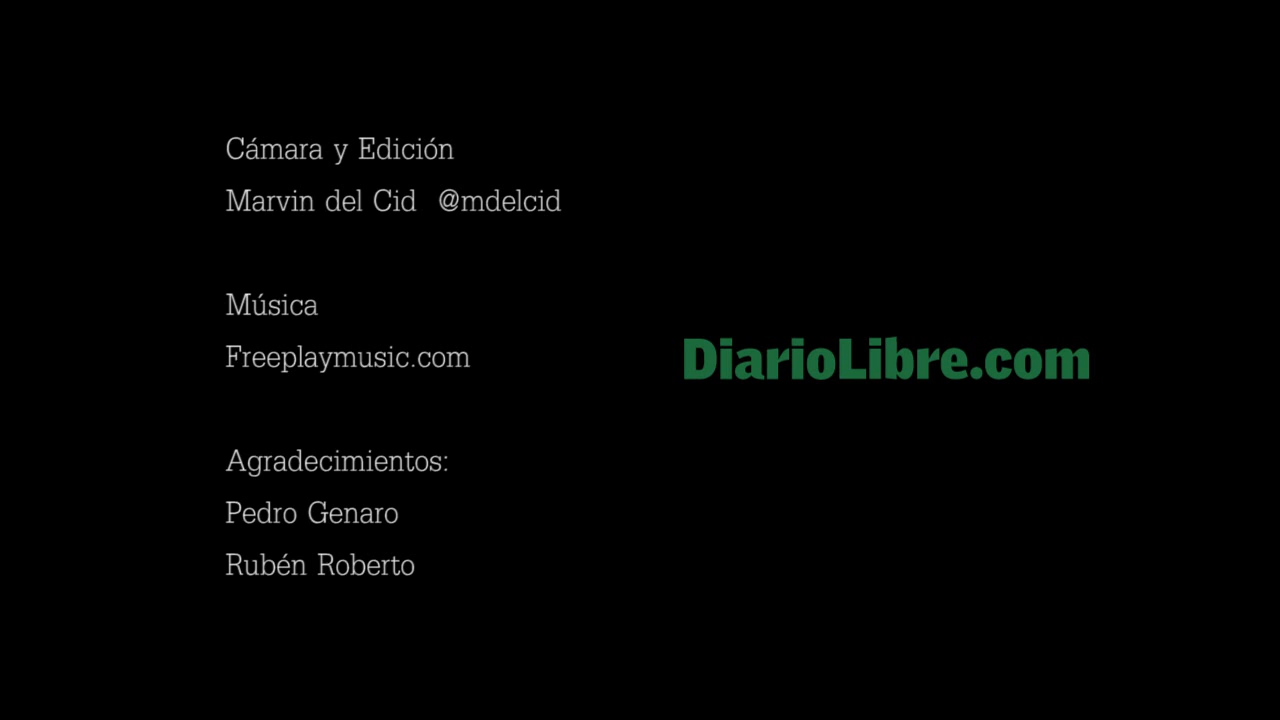 Cámara y Edición
Marvin del Cid @mdelcid
Música
Freeplaymusic.com
Agradecimientos:
Pedro Genaro
Rubén Roberto
DiarioLibre.com